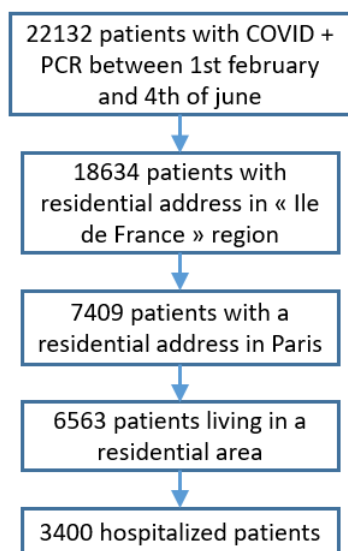 22132 patients with COVID +
PCR between 1st february
and 4th of june
18634 patients with
residential address in « Ile
de France » region
7409 patients with a
residential address in Paris
6563 patients living in a
residential area
3400 hospitalized patients